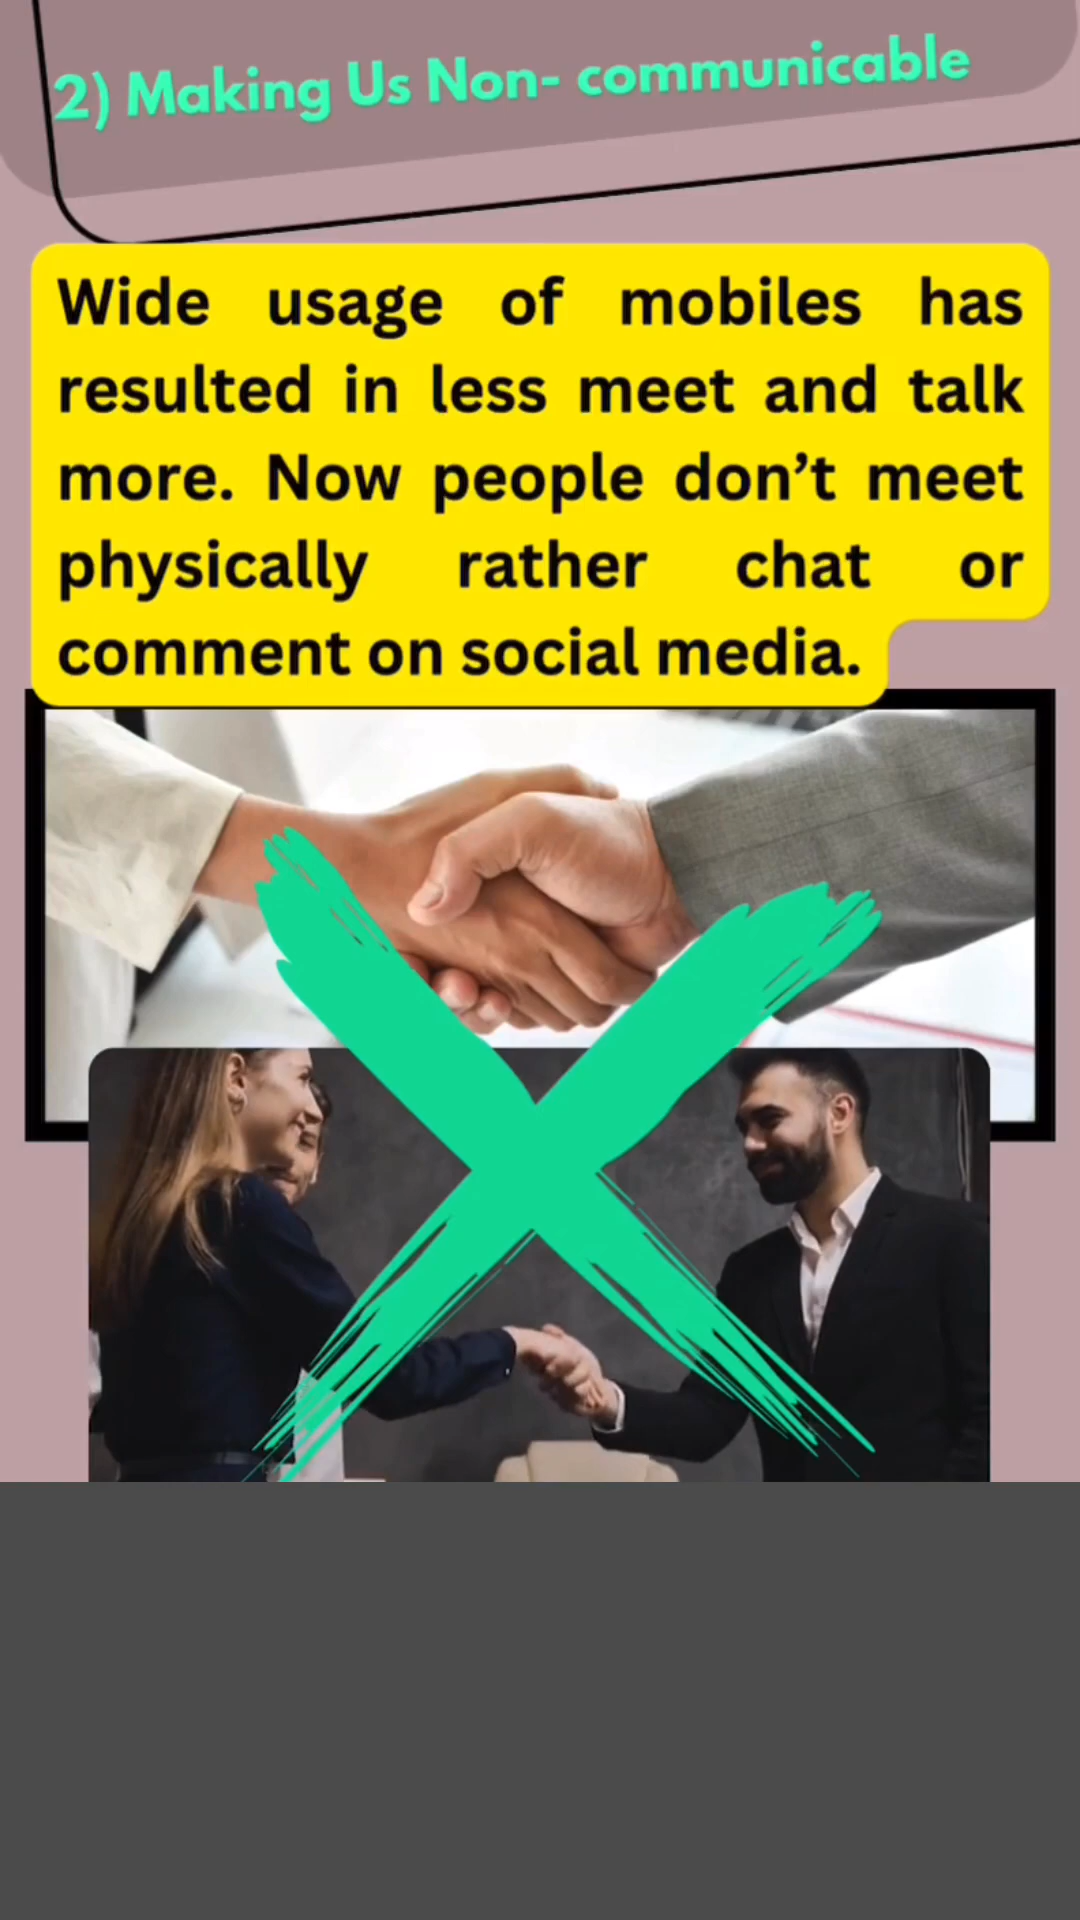 2) Making Us Non- communicable
Wide usage of mobiles has
resulted in less meet and talk
more. Now people don’t meet
physically rather chat or
comment on social media.